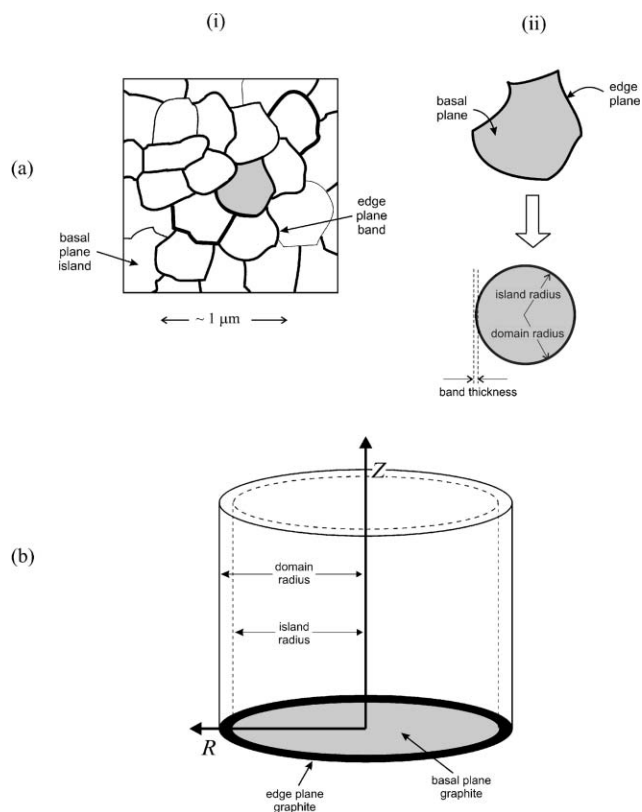 (i)
(ii)
(a)
basal
plane
island
edge
plane
band
~ 1 μm
basal
plane
edge
plane
island radius
domain radius
band thickness
(b)
Z
domain
radius
island
radius
R
edge plane
graphite
basal plane
graphite